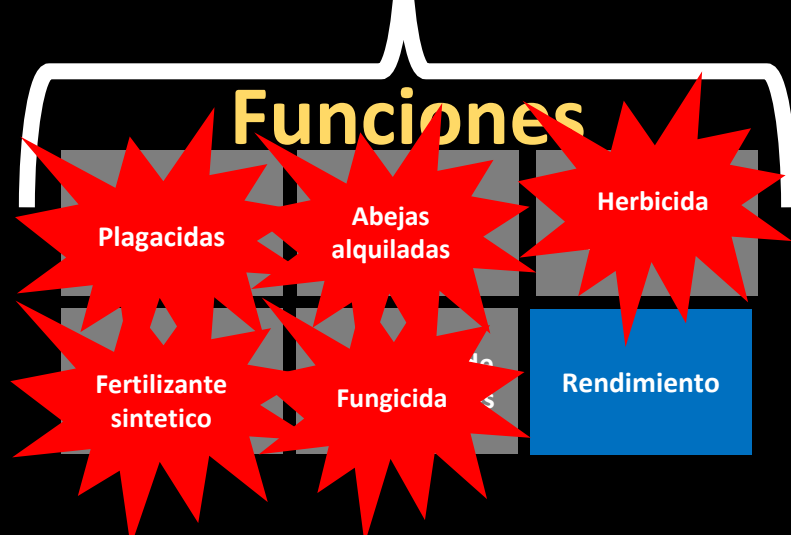 Funciones
Plagacidas
Abejas
alquiladas
Herbicida
Fertilizante
sintetico
Fungicida
Rendimiento